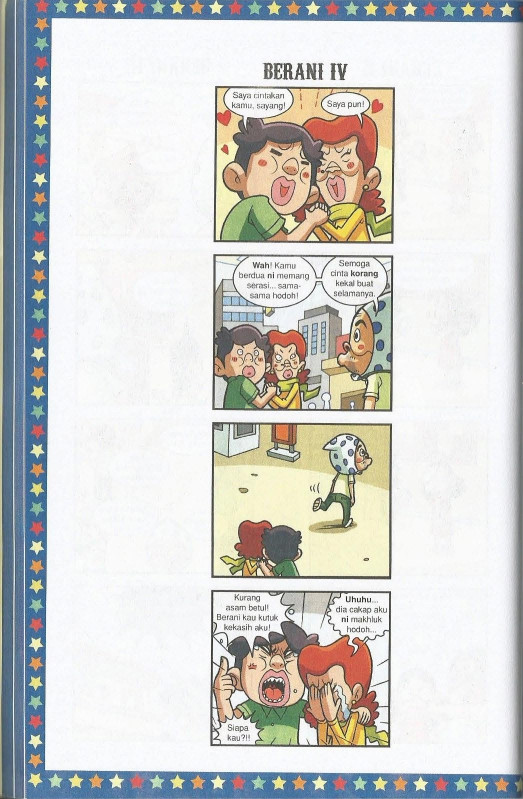 BERANI IV
Saya cintakan
kamu, sayang!
Saya pun!
Wah! Kamu
berdua ni memang
serasi... sama-
sama hodoh!
Semoga
cinta korang
kekal buat
selamanya.
Kurang
asam betul!
Berani kau kutuk
kekasih aku!
Uhuhu...
dia cakap aku
ni makhluk
hodoh...
Siapa
kau?!!